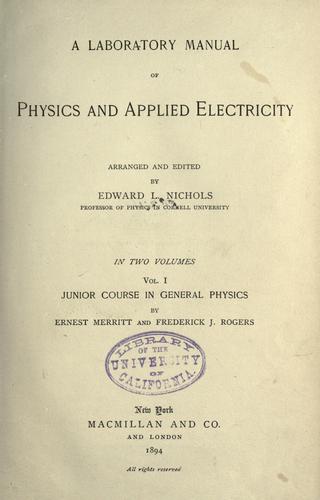 A LABORATORY MANUAL
OF
PHYSICS AND APPLIED ELECTRICITY
ARRANGED AND EDITED
BY
EDWARD L. NICHOLS
PROFESSOR OF PHYSICS IN CORNELL UNIVERSITY
IN TWO VOLUMES
VOL. I
JUNIOR COURSE IN GENERAL PHYSICS
BY
ERNEST MERRITT AND FREDERICK J. ROGERS
LIBRARY
OF THE
UNIVERSITY
OF
CALIFORNIA.
New York
MACMILLAN AND CO.
AND LONDON
1894
All rights reserved